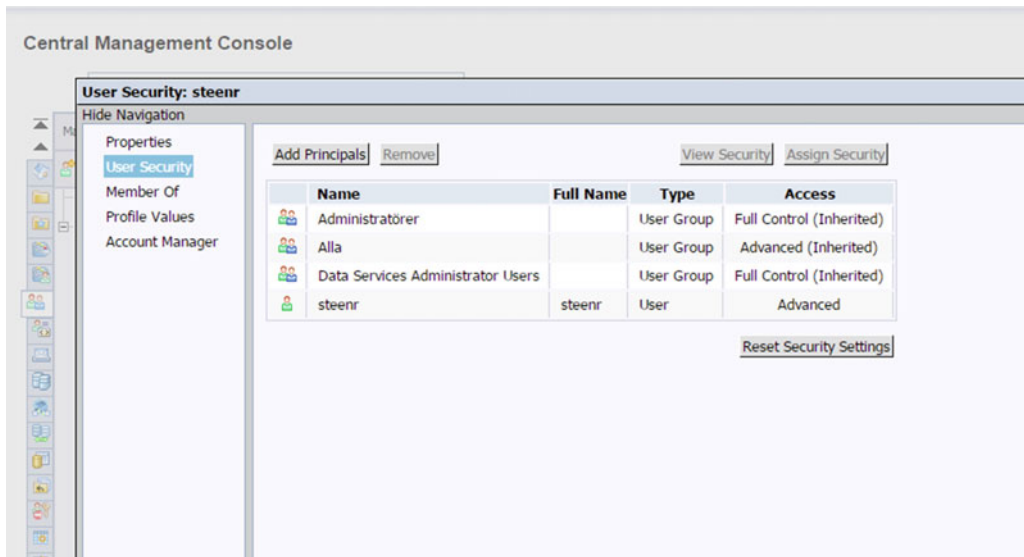 Central Management Console
User Security: steenr
Hide Navigation
Properties
User Security
Member Of
Profile Values
Account Manager
Add Principals Remove View Security Assign Security
Name Full Name Type Access
Administratörer User Group Full Control (Inherited)
Alla User Group Advanced (Inherited)
Data Services Administrator Users User Group Full Control (Inherited)
steenr steenr User Advanced
Reset Security Settings